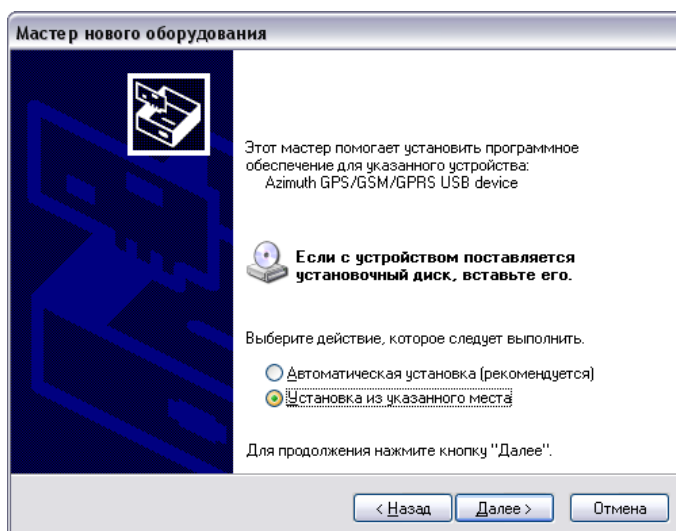 Мастер нового оборудования
Этот мастер помогает установить программное
обеспечение для указанного устройства:
Azimuth GPS/GSM/GPRS USB device
Если с устройством поставляется
установочный диск, вставьте его.
Выберите действие, которое следует выполнить.
Автоматическая установка (рекомендуется)
Установка из указанного места
Для продолжения нажмите кнопку "Далее".
< Назад Далее > Отмена